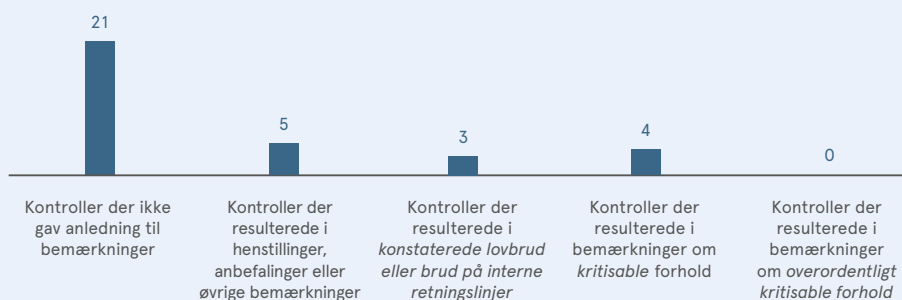 21
5
3
4
0
Kontroller der ikke
gav anledning til
bemærkninger
Kontroller der
resulterede i
henstillinger,
anbefalinger eller
øvrige bemærkninger
Kontroller der
resulterede i
konstaterede lovbrud
eller brud på interne
retningslinjer
Kontroller der
resulterede i
bemærkninger om
kritisable forhold
Kontroller der
resulterede i
bemærkninger
om overordentligt
kritisable forhold